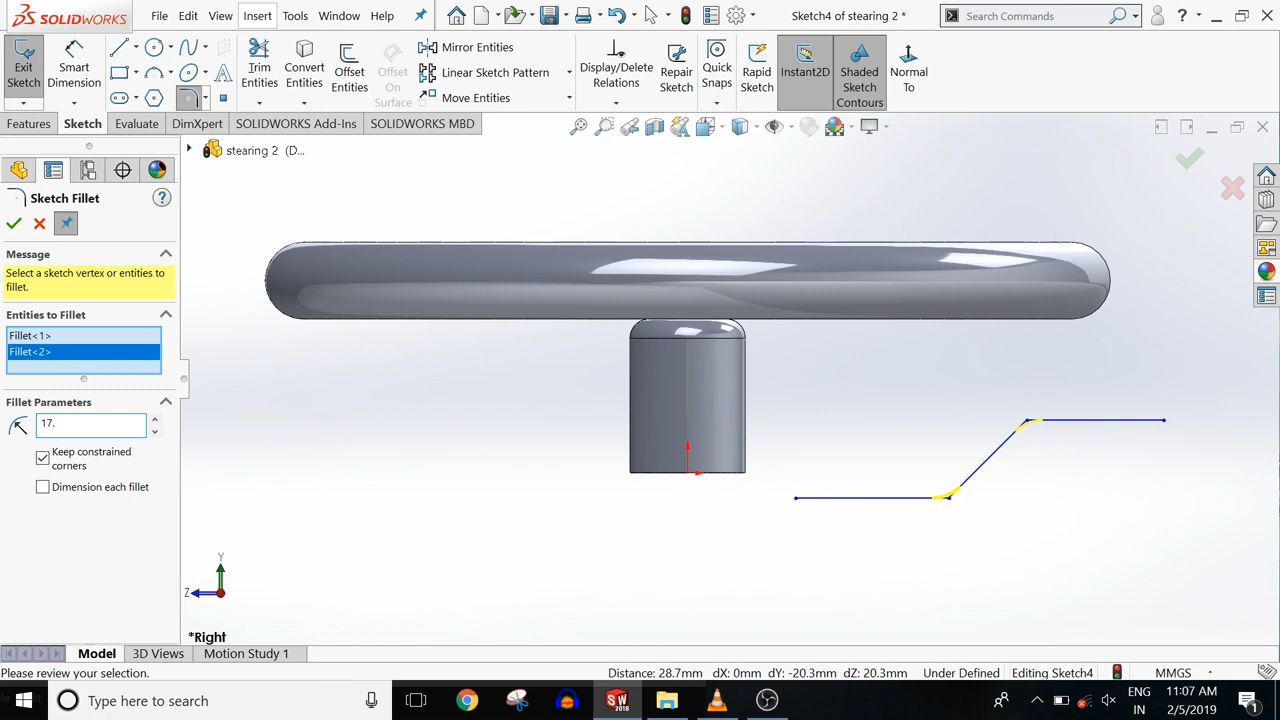 SOLIDWORKS
File Edit View Insert Tools Window Help
Sketch4 of stearing 2 *
Search Commands
Exit Sketch
Smart Dimension
Trim Entities
Convert Entities
Offset Entities
Offset On Surface
Mirror Entities
Linear Sketch Pattern
Move Entities
Display/Delete Relations
Repair Sketch
Quick Snaps
Rapid Sketch
Instant2D
Shaded Sketch Contours
Normal To
Features Sketch Evaluate DimXpert SOLIDWORKS Add-Ins SOLIDWORKS MBD
stearing 2 (D...
Sketch Fillet
Message
Select a sketch vertex or entities to
fillet.
Entities to Fillet
Fillet<1>
Fillet<2>
Fillet Parameters
17.
Keep constrained
corners
Dimension each fillet
Y
Z
*Right
Model 3D Views Motion Study 1
Please review your selection.
Distance: 28.7mm dX: 0mm dY: -20.3mm dZ: 20.3mm Under Defined Editing Sketch4 MMGS
Type here to search
SW
2018
ENG
IN
11:07 AM
2/5/2019
1